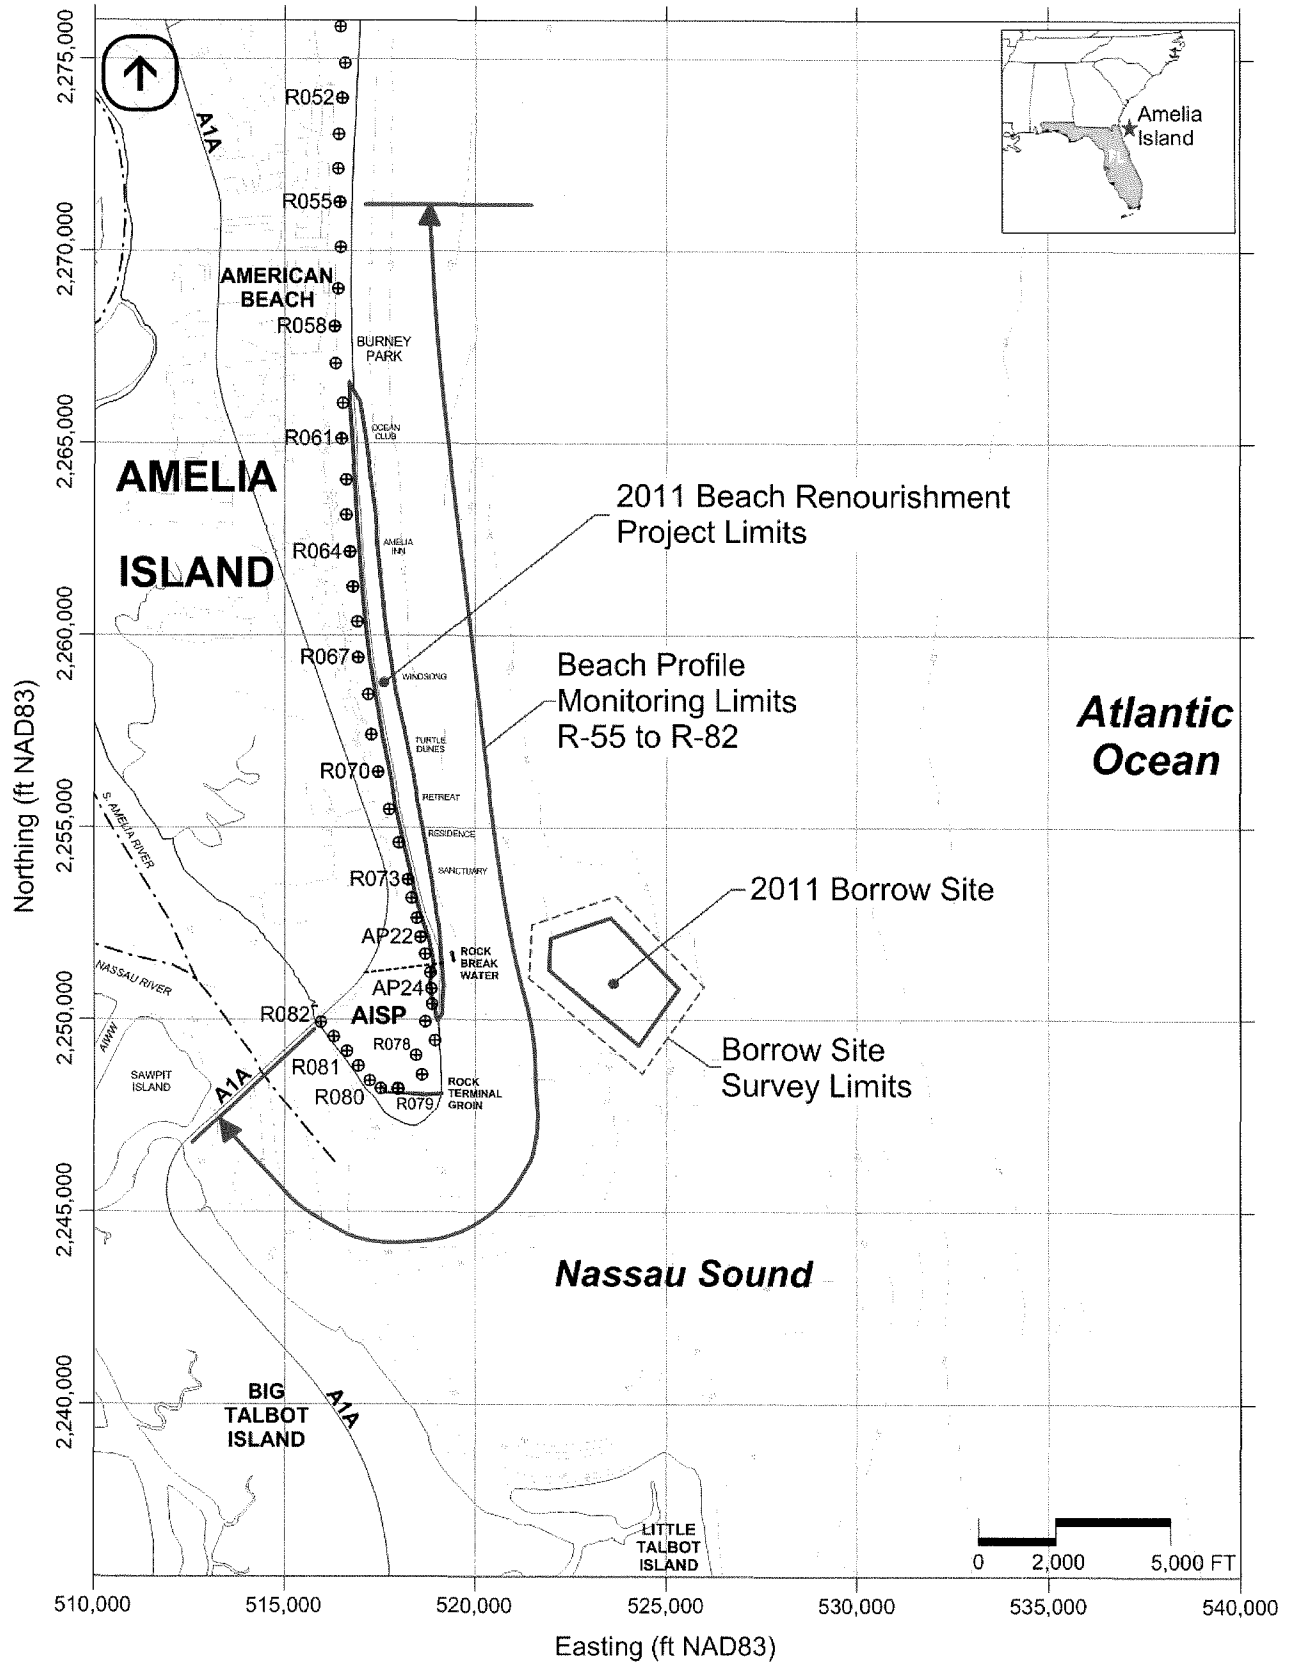 2,275,000
2,270,000
2,265,000
2,260,000
2,255,000
2,250,000
2,245,000
2,240,000
Northing (ft NAD83)
A1A
R052
R055
AMERICAN
BEACH
R058
BURNEY
PARK
R061
OCEAN
CLUB
AMELIA
ISLAND
R064
AMELIA
INN
R067
WINDSONG
TURTLE
DUNES
R070
RETREAT
RESIDENCE
SANCTUARY
R073
AP22
ROCK
BREAK
WATER
AP24
AISP
R082
R078
R081
R080
R079
ROCK
TERMINAL
GROIN
S. AMELIA RIVER
NASSAU RIVER
AIWW
SAWPIT
ISLAND
A1A
2011 Beach Renourishment
Project Limits
Beach Profile
Monitoring Limits
R-55 to R-82
2011 Borrow Site
Borrow Site
Survey Limits
Atlantic
Ocean
Nassau Sound
Amelia
Island
FL
BIG
TALBOT
ISLAND
A1A
LITTLE
TALBOT
ISLAND
0 2,000 5,000 FT
510,000 515,000 520,000 525,000 530,000 535,000 540,000
Easting (ft NAD83)